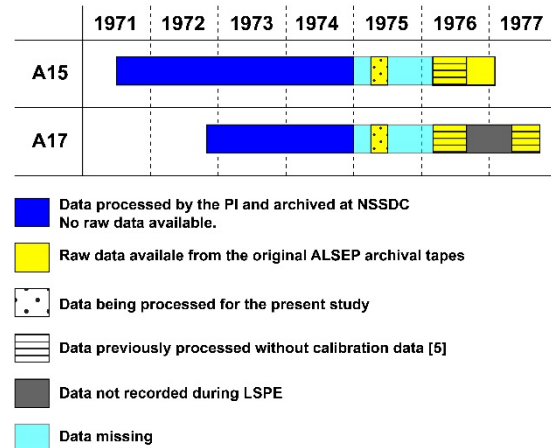 1971 1972 1973 1974 1975 1976 1977
A15
A17
Data processed by the PI and archived at NSSDC
No raw data available.
Raw data availale from the original ALSEP archival tapes
Data being processed for the present study
Data previously processed without calibration data [5]
Data not recorded during LSPE
Data missing